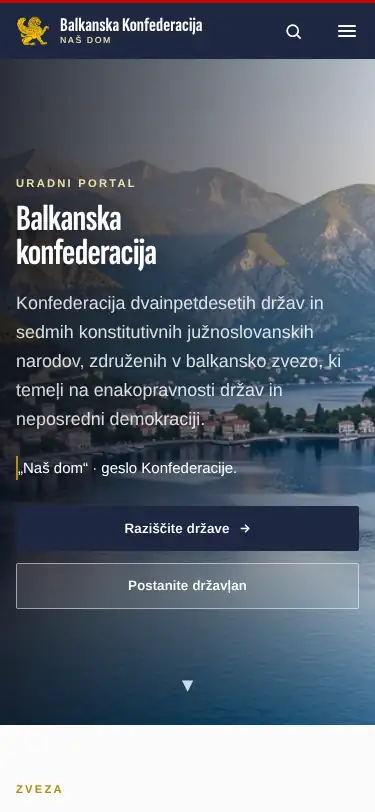 Balkanska Konfederacija
NAŠ DOM
URADNI PORTAL
Balkanska
konfederacija
Konfederacija dvainpetdesetih držav in
sedmih konstitutivnih južnoslovanskih
narodov, združenih v balkansko zvezo, ki
temelji na enakopravnosti držav in
neposredni demokraciji.
„Naš dom“ · geslo Konfederacije.
Raziščite države →
Postanite državljan
▼
ZVEZA